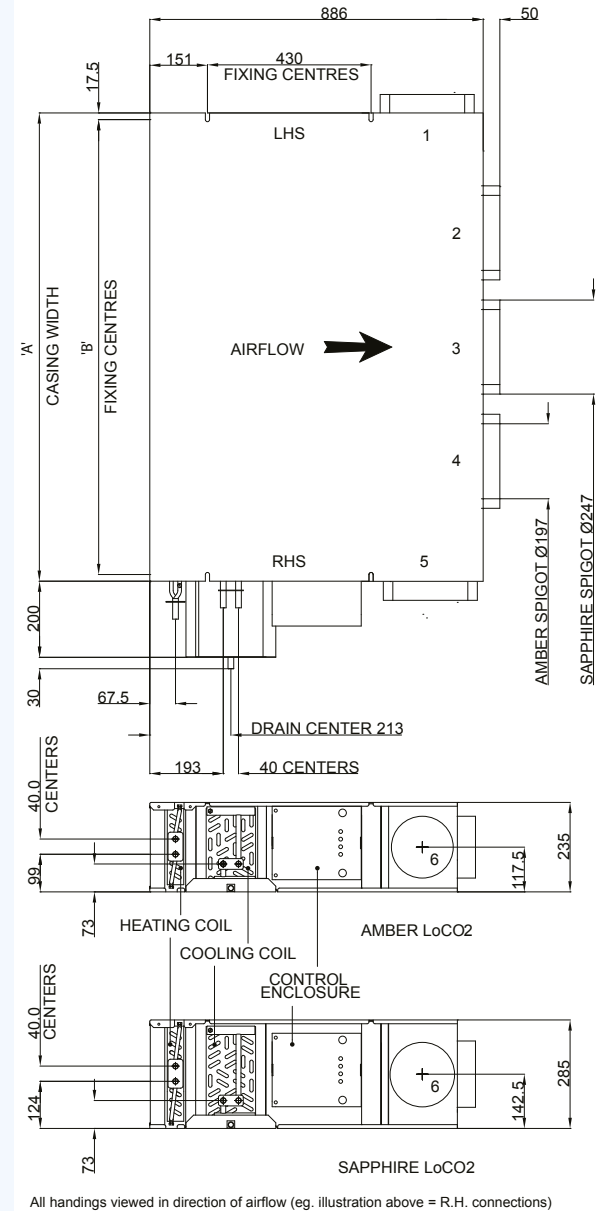 886
50
151
430
FIXING CENTRES
17.5
LHS
1
2
'A'
CASING WIDTH
'B'
FIXING CENTRES
AIRFLOW
3
4
AMBER SPIGOT Ø197
SAPPHIRE SPIGOT Ø247
RHS
5
200
30
67.5
DRAIN CENTER 213
193
40 CENTERS
40.0
CENTERS
99
73
6
235
117.5
HEATING COIL
AMBER LoCO2
COOLING COIL
CONTROL
ENCLOSURE
40.0
CENTERS
124
73
6
285
142.5
SAPPHIRE LoCO2
All handings viewed in direction of airflow (eg. illustration above = R.H. connections)